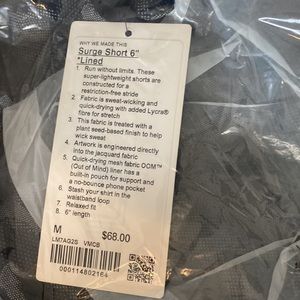 WHY WE MADE THIS
Surge Short 6"
*Lined
1. Run without limits. These
super-lightweight shorts are
constructed for a
restriction-free stride
2. Fabric is sweat-wicking and
quick-drying with added Lycra®
fibre for stretch
3. This fabric is treated with a
plant seed-based finish to help
wick sweat
4. Artwork is engineered directly
into the jacquard fabric
5. Quick-drying mesh fabric OOM™
(Out of Mind) liner has a
built-in pouch for support and
a no-bounce phone pocket
6. Stash your shirt in the
waistband loop
7. Relaxed fit
8. 6" length
M $68.00
LM7AG2S VMCB
000114802164